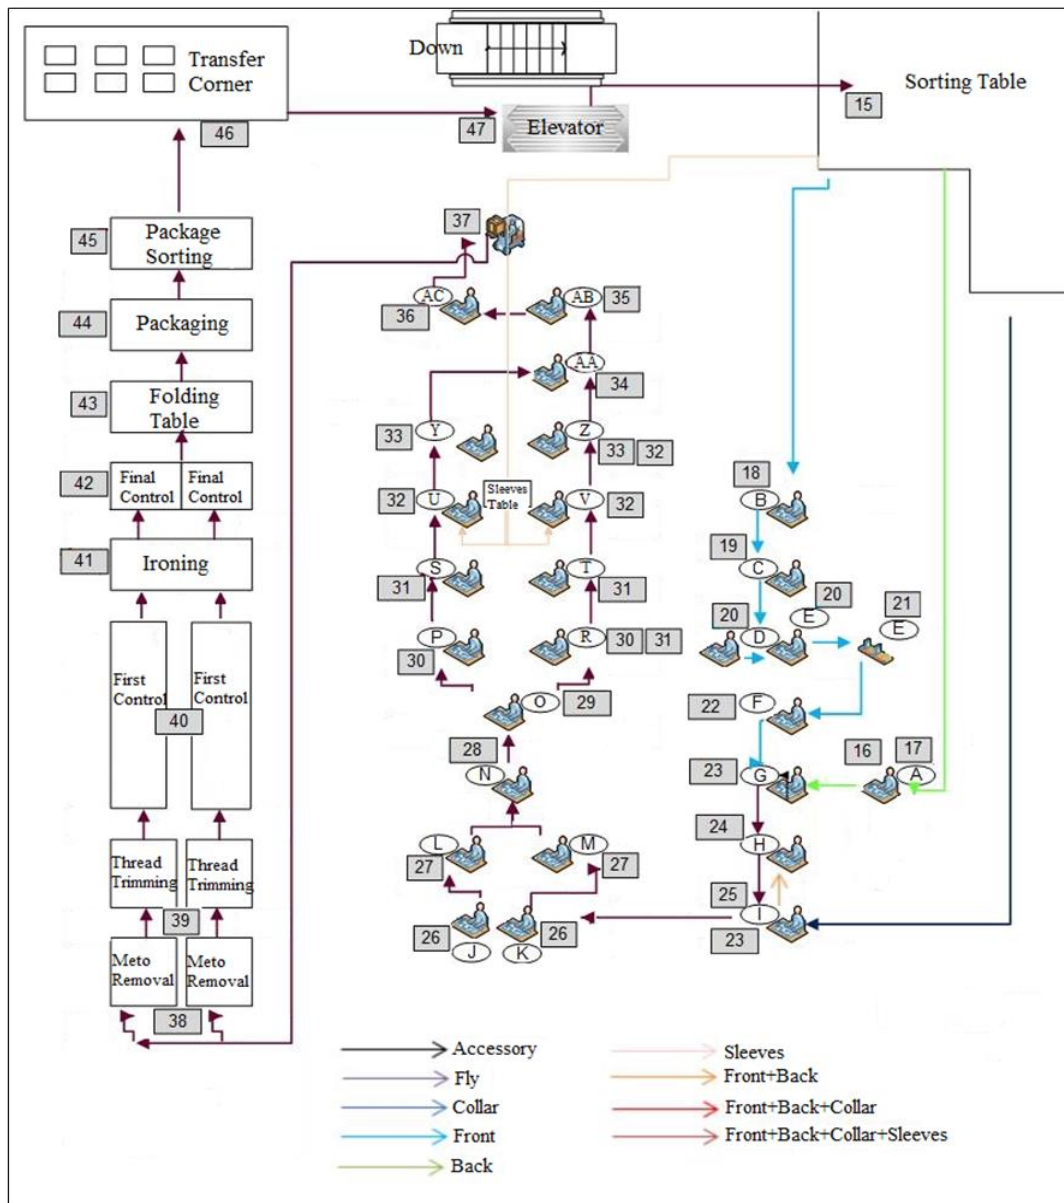 Down
Transfer
Corner
Sorting Table
15
46
47
Elevator
37
45
Package
Sorting
AC
AB
35
36
44
Packaging
AA
34
43
Folding
Table
Y
Z
33
33
32
42
Final
Control
Final
Control
18
32
U
Sleeves
Table
V
32
B
19
41
Ironing
S
T
C
31
31
20
20
21
E
E
P
R
30
31
D
30
First
Control
First
Control
O
29
22
F
40
28
N
23
G
16
17
A
24
L
M
H
27
27
Thread
Trimming
Thread
Trimming
25
I
39
26
26
23
J
K
Meto
Removal
Meto
Removal
38
Accessory
Fly
Collar
Front
Back
Sleeves
Front+Back
Front+Back+Collar
Front+Back+Collar+Sleeves